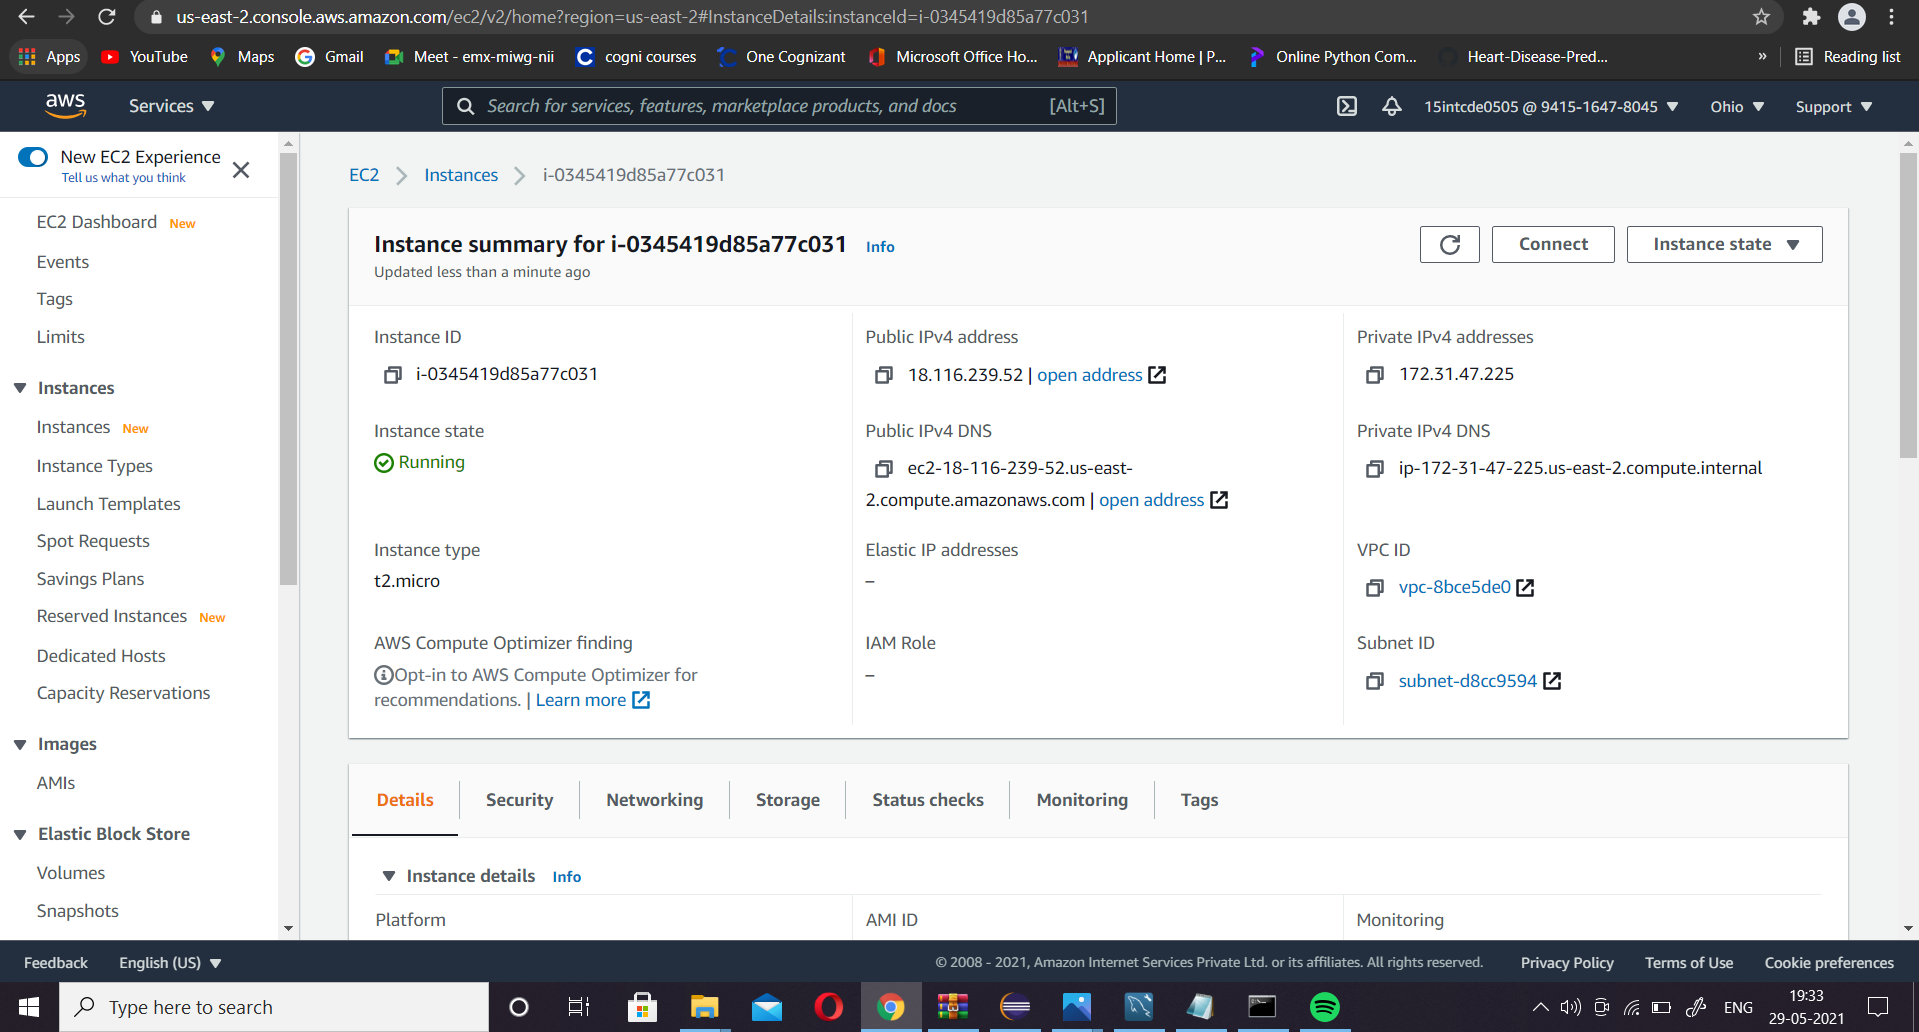 us-east-2.console.aws.amazon.com/ec2/v2/home?region=us-east-2#InstanceDetails:instanceId=i-0345419d85a77c031
Apps YouTube Maps Gmail Meet - emx-miwg-nii cogni courses One Cognizant Microsoft Office Ho... Applicant Home | P... Online Python Com... Heart-Disease-Pred... » Reading list
aws Services Search for services, features, marketplace products, and docs [Alt+S] 15intcde0505 @ 9415-1647-8045 Ohio Support
New EC2 Experience
Tell us what you think
EC2 Dashboard New
Events
Tags
Limits
Instances
Instances New
Instance Types
Launch Templates
Spot Requests
Savings Plans
Reserved Instances New
Dedicated Hosts
Capacity Reservations
Images
AMIs
Elastic Block Store
Volumes
Snapshots
EC2 Instances i-0345419d85a77c031
Instance summary for i-0345419d85a77c031 Info
Updated less than a minute ago
Connect Instance state
Instance ID
i-0345419d85a77c031
Public IPv4 address
18.116.239.52 | open address
Private IPv4 addresses
172.31.47.225
Instance state
Running
Public IPv4 DNS
ec2-18-116-239-52.us-east-
2.compute.amazonaws.com | open address
Private IPv4 DNS
ip-172-31-47-225.us-east-2.compute.internal
Instance type
t2.micro
Elastic IP addresses
–
VPC ID
vpc-8bce5de0
AWS Compute Optimizer finding
Opt-in to AWS Compute Optimizer for
recommendations. | Learn more
IAM Role
–
Subnet ID
subnet-d8cc9594
Details Security Networking Storage Status checks Monitoring Tags
Instance details Info
Platform AMI ID Monitoring
Feedback English (US) © 2008 - 2021, Amazon Internet Services Private Ltd. or its affiliates. All rights reserved. Privacy Policy Terms of Use Cookie preferences
Type here to search
ENG
19:33
29-05-2021